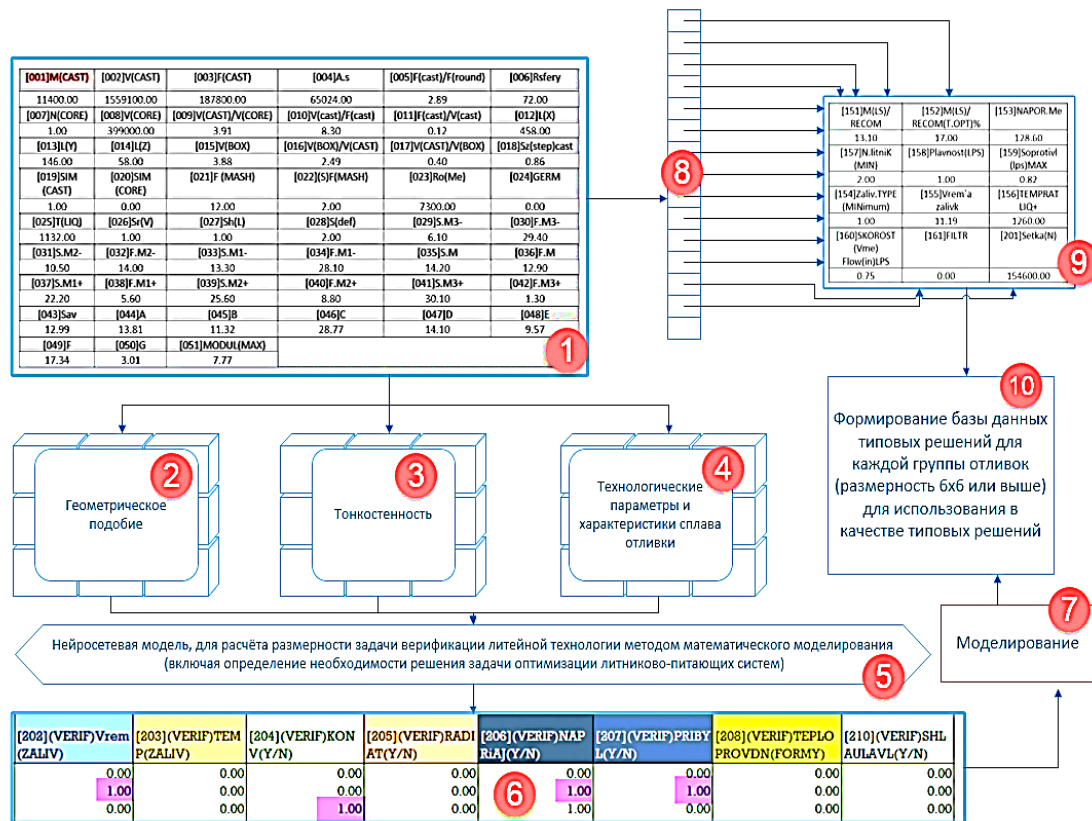 [001]M(CAST) [002]V(CAST) [003]F(CAST) [004]A.s [005]F(cast)/F(round) [006]Rsfery
11400.00 1559100.00 187800.00 65024.00 2.89 72.00
[007]N(CORE) [008]V(CORE) [009]V(CAST)/V(CORE) [010]V(cast)/F(cast) [011]F(cast)/V(cast) [012]L(X)
1.00 399000.00 3.91 8.30 0.12 458.00
[013]L(Y) [014]L(Z) [015]V(BOX) [016]V(BOX)/V(CAST) [017]V(CAST)/V(BOX) [018]Sz(step)cast
146.00 58.00 3.88 2.49 0.40 0.86
[019]SIM [020]SIM [021]F (MASH) [022](S)F(MASH) [023]Ro(Me) [024]GERM
(CAST) (CORE)
1.00 0.00 12.00 2.00 7300.00 0.00
[025]T(LIQ) [026]Sr(V) [027]Sh(L) [028]S(def) [029]S.M3- [030]F.M3-
1132.00 1.00 1.00 2.00 6.10 29.40
[031]S.M2- [032]F.M2- [033]S.M1- [034]F.M1- [035]S.M [036]F.M
10.50 14.00 13.30 28.10 14.20 12.90
[037]S.M1+ [038]F.M1+ [039]S.M2+ [040]F.M2+ [041]S.M3+ [042]F.M3+
22.20 5.60 25.60 8.80 30.10 1.30
[043]Sav [044]A [045]B [046]C [047]D [048]E
12.99 13.81 11.32 28.77 14.10 9.57
[049]F [050]G [051]MODUL(MAX)
17.34 3.01 7.77
1
8
[151]M(LS)/ [152]M(LS)/ [153]NAPOR.Me
RECOM RECOM(T.OPT)%
13.10 17.00 128.60
[157]N.litniK [158]Plavnost(LPS) [159]Soprotivl
(MIN) (lps)MAX
2.00 1.00 0.82
[154]Zaliv.TYPE [155]Vrem'a [156]TEMPRAT
(MINimum) zalivk LIQ+
1.00 11.19 1260.00
[160]SKOROST [161]FILTR [201]Setka(N)
(Vme)
Flow(in)LPS
0.75 0.00 154600.00
9
2
Геометрическое
подобие
3
Тонкостенность
4
Технологические
параметры и
характеристики сплава
отливки
10
Формирование базы данных
типовых решений для
каждой группы отливок
(размерность 6х6 или выше)
для использования в
качестве типовых решений
7
Моделирование
Нейросетевая модель, для расчёта размерности задачи верификации литейной технологии методом математического моделирования
(включая определение необходимости решения задачи оптимизации литниково-питающих систем)
5
[202](VERIF)Vrem [203](VERIF)TEM [204](VERIF)KON [205](VERIF)RADI [206](VERIF)NAP [207](VERIF)PRIBY [208](VERIF)TEPLO [210](VERIF)SHL
(ZALIV) P(ZALIV) V(Y/N) AT(Y/N) RiAJ(Y/N) L(Y/N) PROVDN(FORMY) AULAVL(Y/N)
0.00 0.00 0.00 0.00 0.00 0.00 0.00 0.00
1.00 0.00 0.00 0.00 1.00 1.00 0.00 0.00
0.00 0.00 1.00 0.00 1.00 0.00 0.00 0.00
6